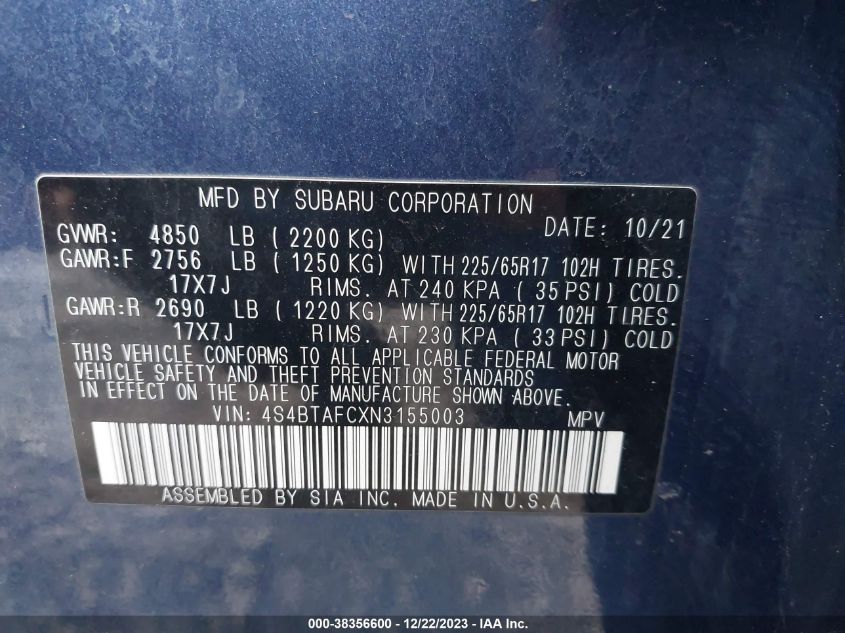 MFD BY SUBARU CORPORATION
DATE: 10/21
GVWR: 4850 LB ( 2200 KG)
GAWR:F 2756 LB ( 1250 KG) WITH 225/65R17 102H TIRES.
17X7J RIMS. AT 240 KPA ( 35 PSI) COLD
GAWR:R 2690 LB ( 1220 KG) WITH 225/65R17 102H TIRES.
17X7J RIMS. AT 230 KPA ( 33 PSI) COLD
THIS VEHICLE CONFORMS TO ALL APPLICABLE FEDERAL MOTOR
VEHICLE SAFETY AND THEFT PREVENTION STANDARDS
IN EFFECT ON THE DATE OF MANUFACTURE SHOWN ABOVE.
VIN: 4S4BTAFCXN3155003 MPV
ASSEMBLED BY SIA INC. MADE IN U.S.A.
000-38356600 - 12/22/2023 - IAA Inc.